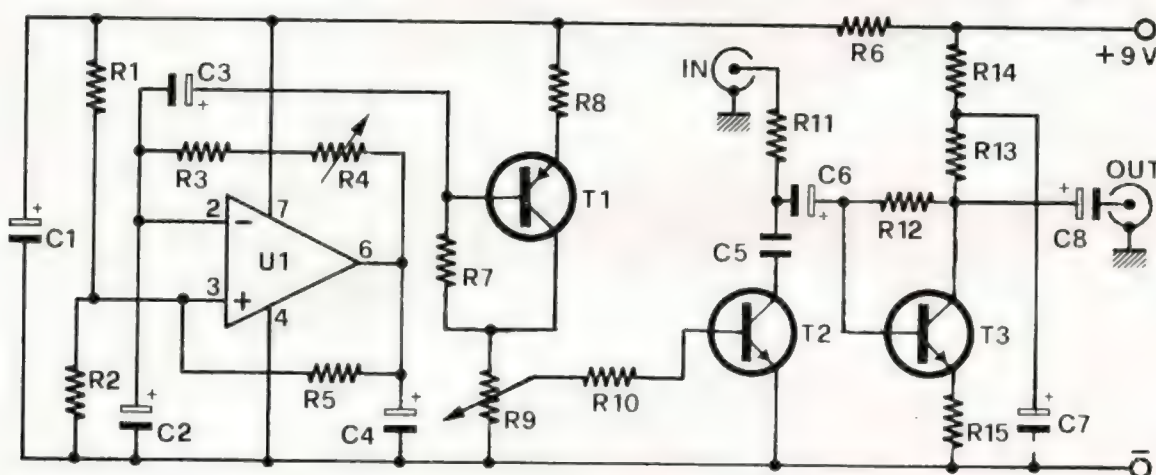 +9V
R6
IN
R14
R1
C3
+
R8
R11
R13
R3
R4
C6
OUT
T1
+
+
2
-
7
+
C1
U1
6
R12
C8
C5
R7
3
+
4
T2
T3
R2
R5
R10
+
+
+
C2
C4
R9
R15
C7
-